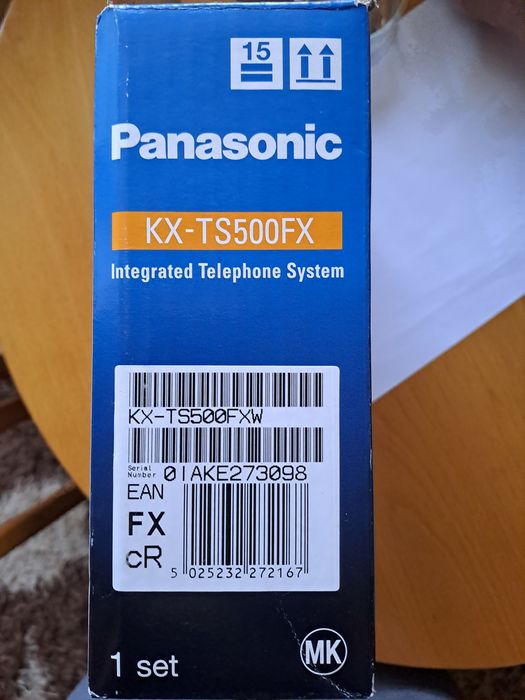 15
Panasonic
KX-TS500FX
Integrated Telephone System
KX-TS500FXW
Serial
Number 0IAKE273098
EAN
FX
cR
5 025232 272167
1 set
MK